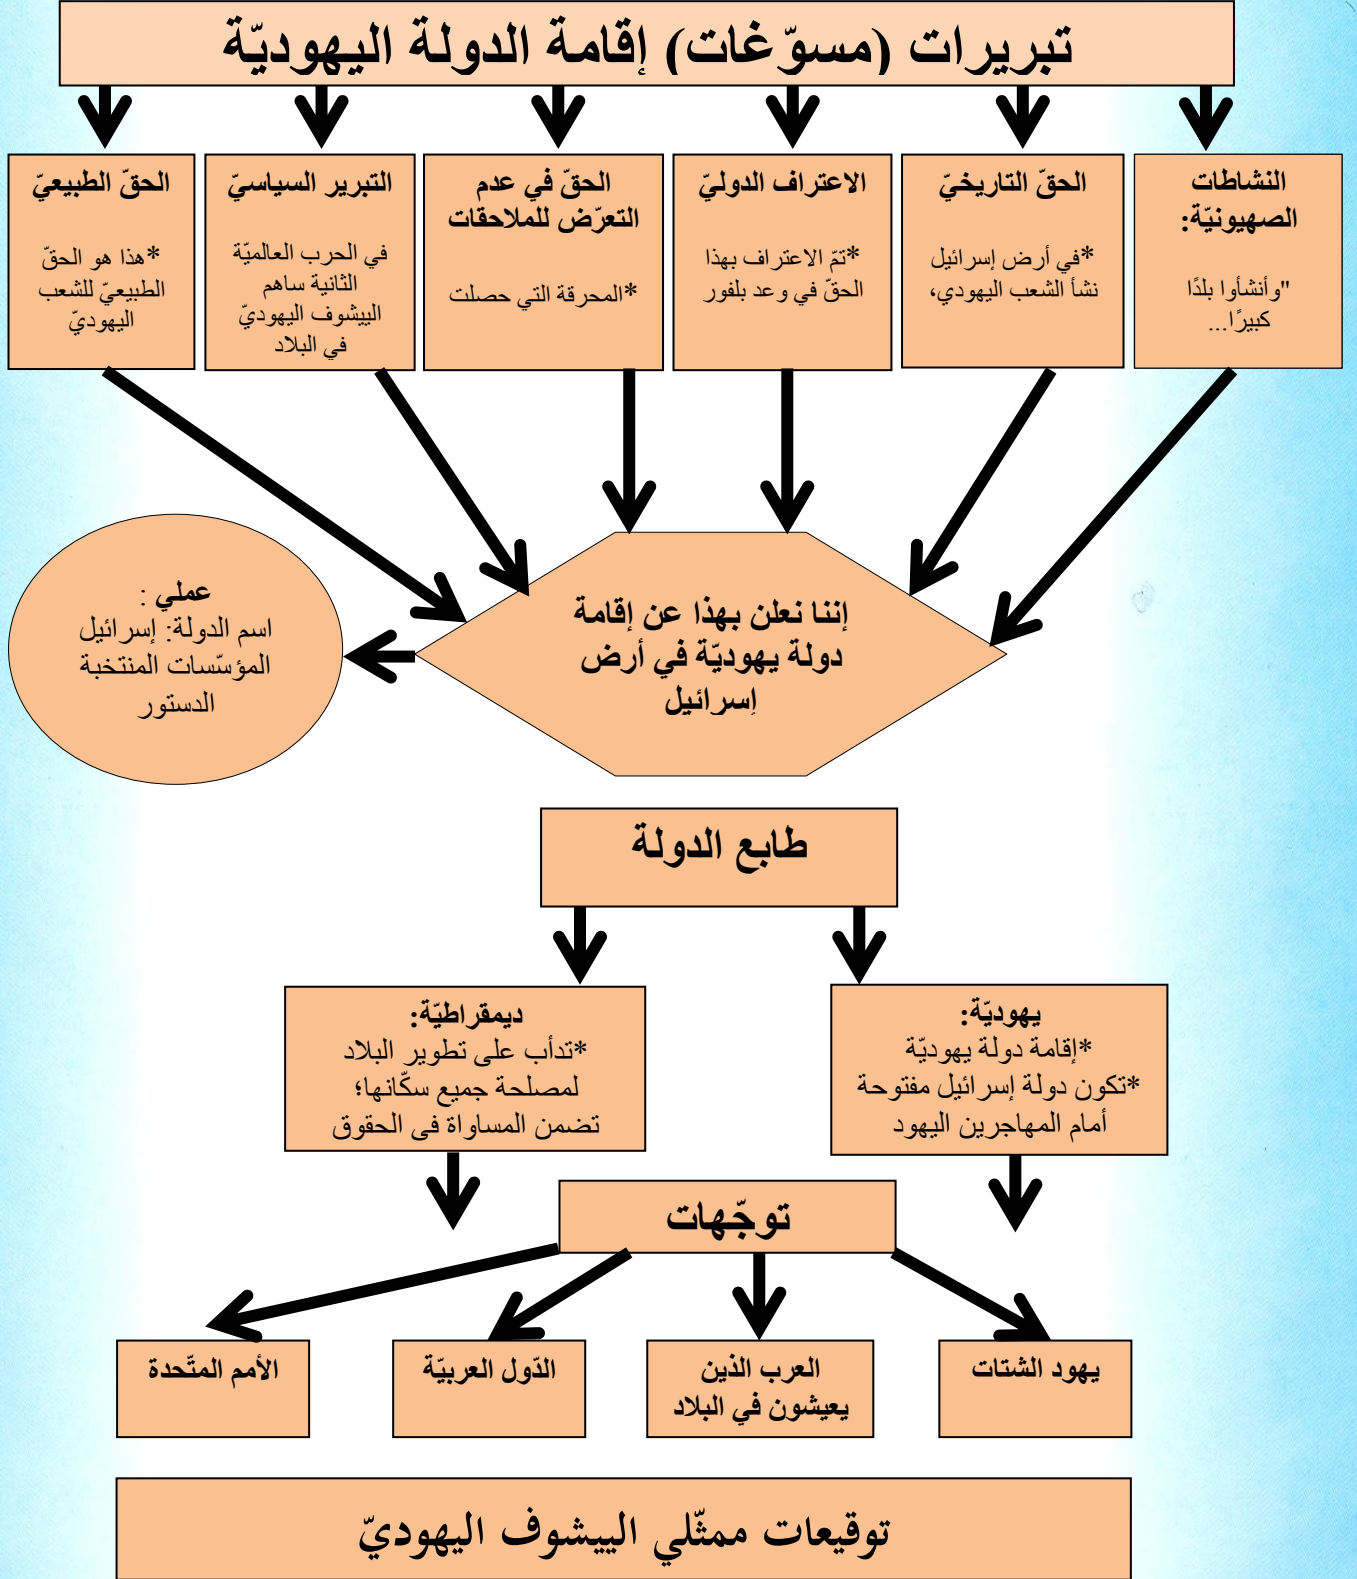 تبريرات (مسوّغات) إقامة الدولة اليهوديّة
النشاطات
الصهيونيّة:
"وأنشأوا بلدًا
كبيرًا...
الحقّ التاريخيّ
*في أرض إسرائيل
نشأ الشعب اليهودي،
الاعتراف الدوليّ
*تمّ الاعتراف بهذا
الحقّ في وعد بلفور
الحقّ في عدم
التعرّض للملاحقات
*المحرقة التي حصلت
التبرير السياسيّ
في الحرب العالميّة
الثانية ساهم
الييشوف اليهوديّ
في البلاد
الحقّ الطبيعيّ
*هذا هو الحقّ
الطبيعيّ للشعب
اليهوديّ
إننا نعلن بهذا عن إقامة
دولة يهوديّة في أرض
إسرائيل
عملي :
اسم الدولة: إسرائيل
المؤسّسات المنتخبة
الدستور
طابع الدولة
يهوديّة:
*إقامة دولة يهوديّة
*تكون دولة إسرائيل مفتوحة
أمام المهاجرين اليهود
ديمقراطيّة:
*تدأب على تطوير البلاد
لمصلحة جميع سكّانها؛
تضمن المساواة في الحقوق
توجّهات
يهود الشتات
العرب الذين
يعيشون في البلاد
الدّول العربيّة
الأمم المتّحدة
توقيعات ممثّلي الييشوف اليهوديّ